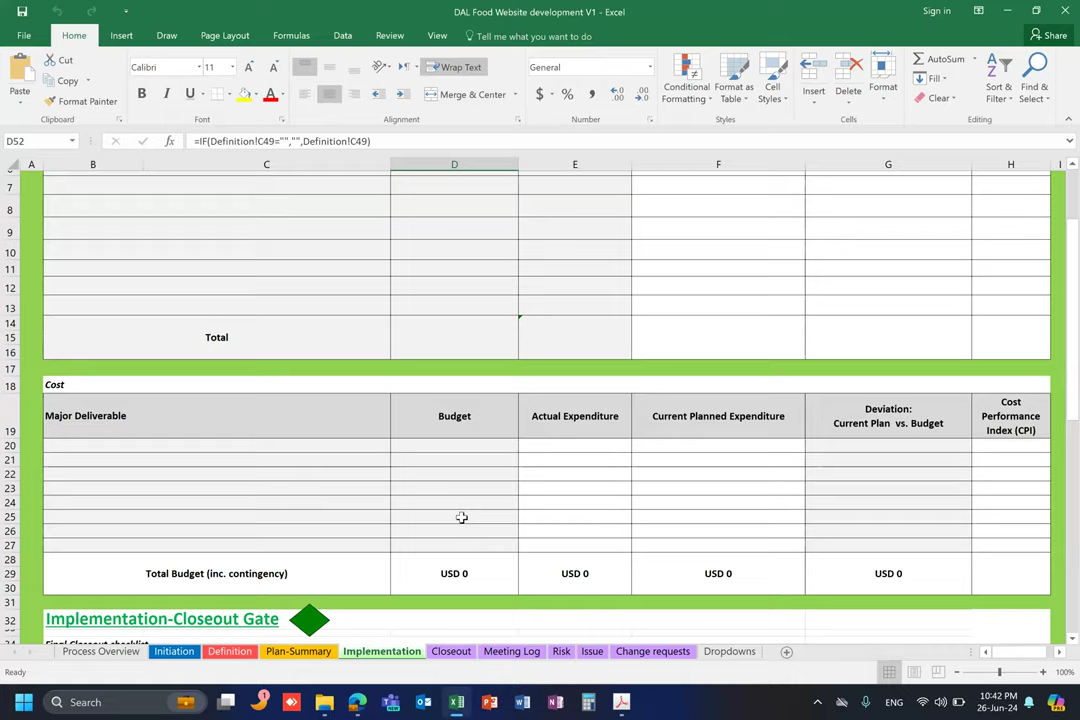 DAL Food Website development V1 - Excel
Sign in
File Home Insert Draw Page Layout Formulas Data Review View Tell me what you want to do Share
Cut
Copy
Format Painter
Paste
Clipboard
Calibri 11
Font
Wrap Text
Merge & Center
Alignment
General
Number
Conditional Formatting
Format as Table
Cell Styles
Styles
Insert Delete Format
Cells
AutoSum
Fill
Clear
Sort & Filter
Find & Select
Editing
D52 =IF(Definition!C49="","",Definition!C49)
A B C D E F G H I
7
8
9
10
11
12
13
14
15 Total
16
17
18 Cost
19 Major Deliverable Budget Actual Expenditure Current Planned Expenditure Deviation: Current Plan vs. Budget Cost Performance Index (CPI)
20
21
22
23
24
25
26
27
28
29 Total Budget (inc. contingency) USD 0 USD 0 USD 0 USD 0
30
31
32 Implementation-Closeout Gate
Final Closeout checklist
Process Overview Initiation Definition Plan-Summary Implementation Closeout Meeting Log Risk Issue Change requests Dropdowns
Ready
100%
Search
1
NEW
ENG
10:42 PM
26-Jun-24
PRE